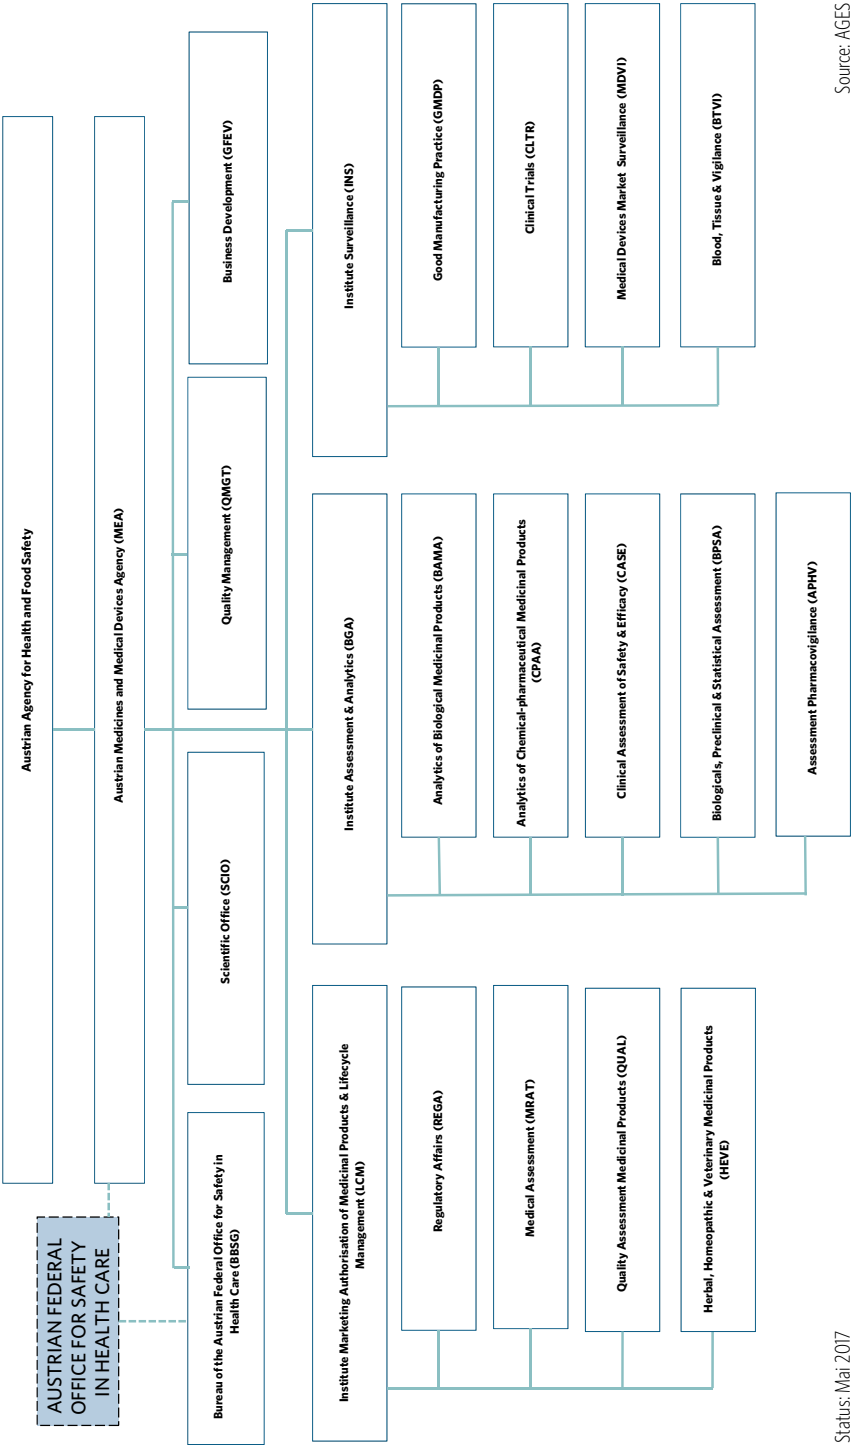 Austrian Agency for Health and Food Safety
AUSTRIAN FEDERAL
OFFICE FOR SAFETY
IN HEALTH CARE
Austrian Medicines and Medical Devices Agency (MEA)
Bureau of the Austrian Federal Office for Safety in
Health Care (BBSG)
Scientific Office (SCIO)
Quality Management (QMGT)
Business Development (GFEV)
Institute Marketing Authorisation of Medicinal Products & Lifecycle
Management (LCM)
Institute Assessment & Analytics (BGA)
Institute Surveillance (INS)
Regulatory Affairs (REGA)
Analytics of Biological Medicinal Products (BAMA)
Good Manufacturing Practice (GMDP)
Medical Assessment (MRAT)
Analytics of Chemical-pharmaceutical Medicinal Products
(CPAA)
Clinical Trials (CLTR)
Quality Assessment Medicinal Products (QUAL)
Clinical Assessment of Safety & Efficacy (CASE)
Medical Devices Market Surveillance (MDVI)
Herbal, Homeopathic & Veterinary Medicinal Products
(HEVE)
Biologicals, Preclinical & Statistical Assessment (BPSA)
Blood, Tissue & Vigilance (BTVI)
Assessment Pharmacovigilance (APHV)
Status: Mai 2017
Source: AGES